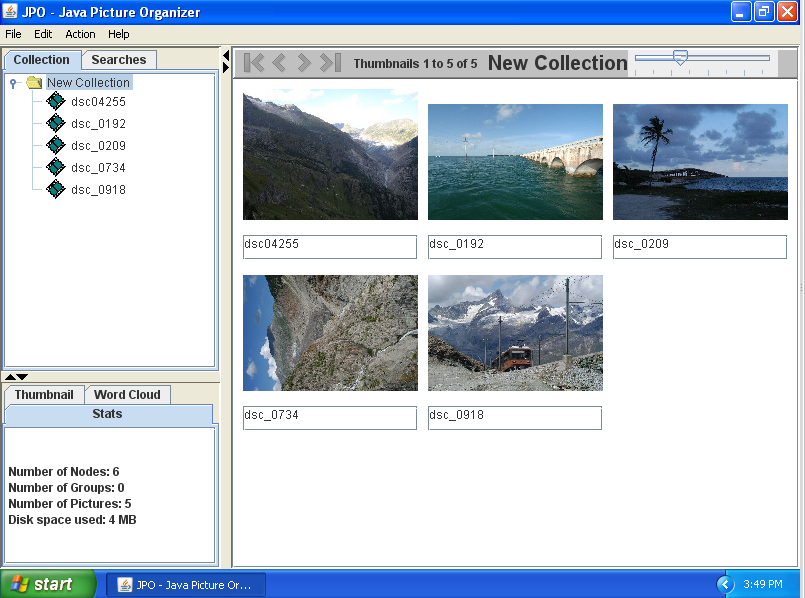 JPO - Java Picture Organizer
File Edit Action Help
Collection Searches
New Collection
dsc04255
dsc_0192
dsc_0209
dsc_0734
dsc_0918
Thumbnails 1 to 5 of 5 New Collection
dsc04255 dsc_0192 dsc_0209
dsc_0734 dsc_0918
Thumbnail Word Cloud
Stats
Number of Nodes: 6
Number of Groups: 0
Number of Pictures: 5
Disk space used: 4 MB
start JPO - Java Picture Or... 3:49 PM